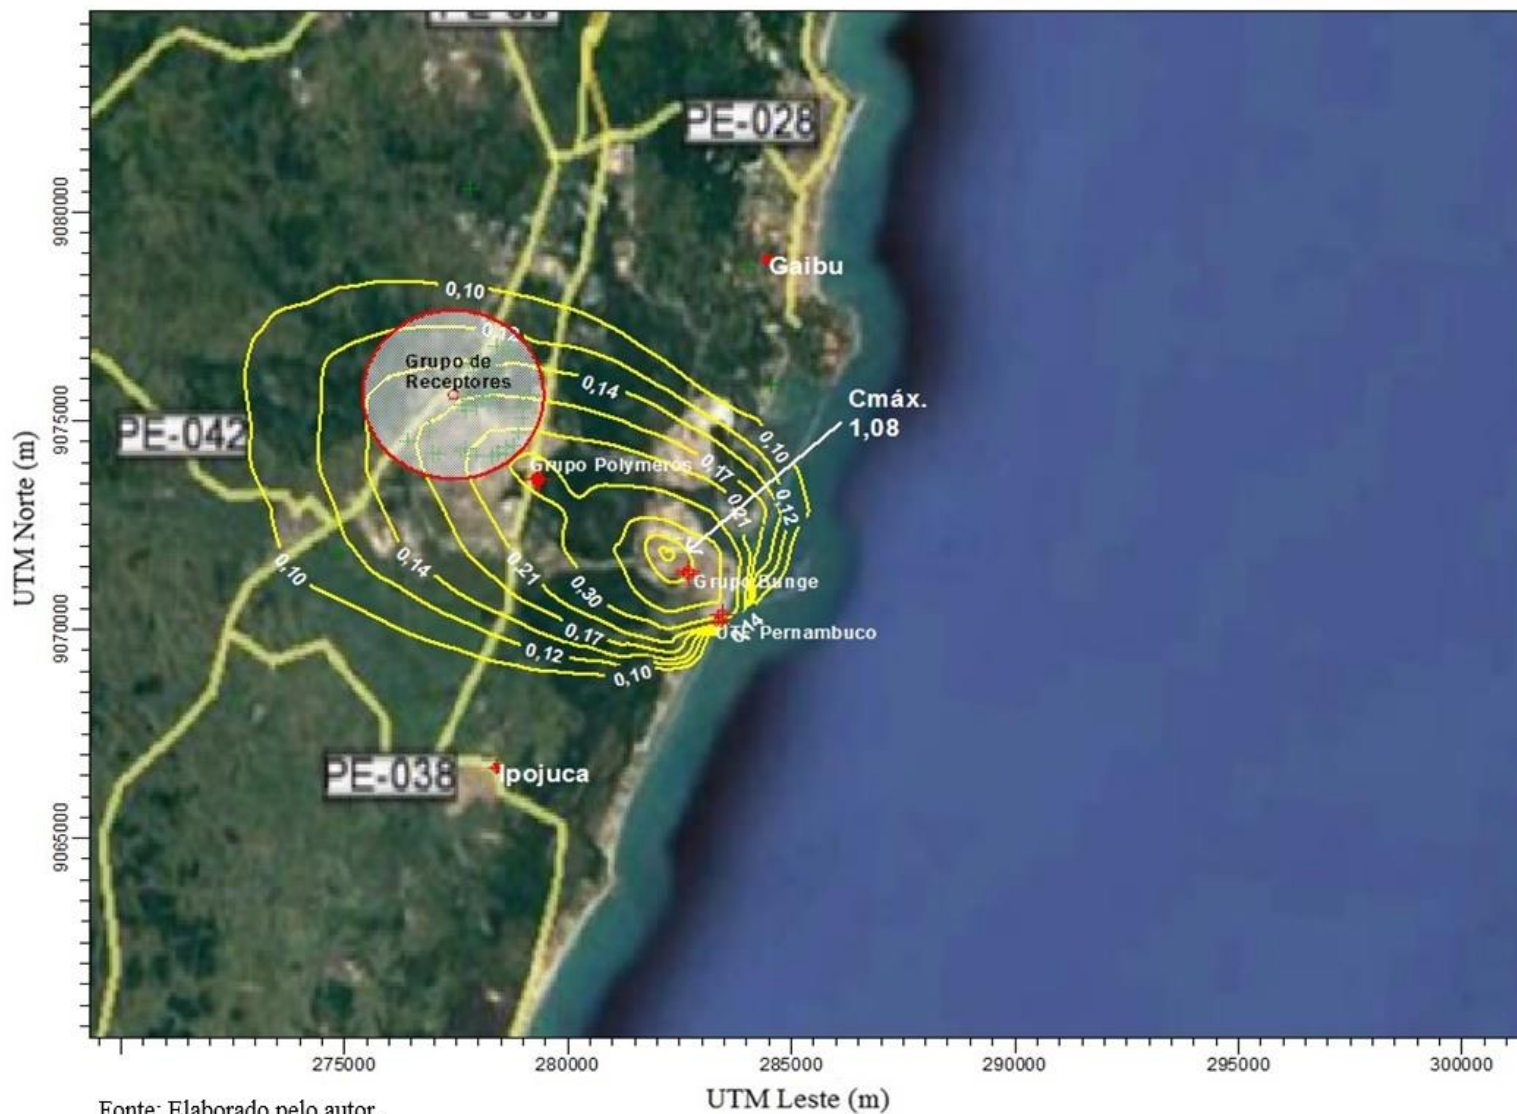 PE-028
Gaibu
0,10
0,12
Grupo de
Receptores
0,14
Cmáx.
1,08
PE-042
0,10
0,17
Grupo Polymeros
0,21
0,12
0,10
0,14
0,21
0,30
Grupo Bunge
0,17
0,14
UTE Pernambuco
0,12
0,10
PE-038
Ipojuca
9080000
9075000
9070000
9065000
UTM Norte (m)
275000
280000
285000
290000
295000
300000
UTM Leste (m)
Fonte: Elaborado pelo autor